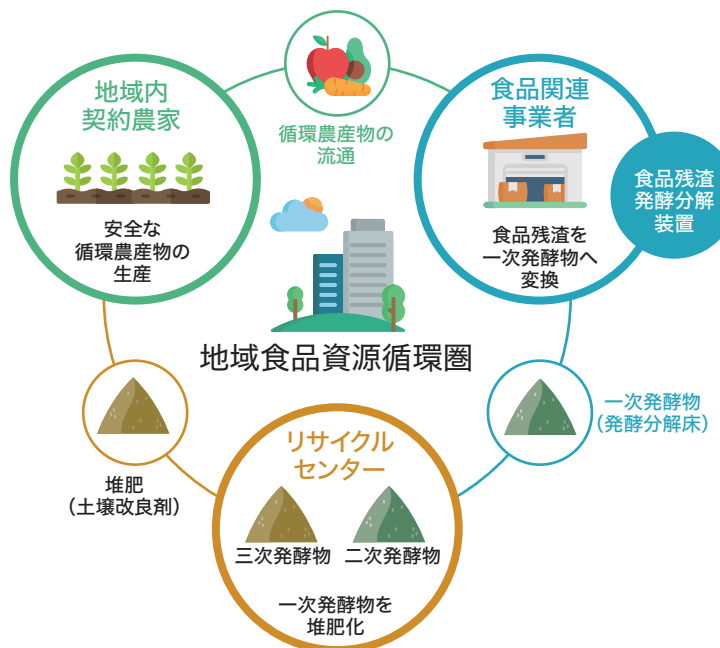 地域内
契約農家
安全な
循環農産物の
生産
循環農産物の
流通
食品関連
事業者
食品残渣を
一次発酵物へ
変換
食品残渣
発酵分解
装置
地域食品資源循環圏
一次発酵物
（発酵分解床）
リサイクル
センター
三次発酵物
二次発酵物
一次発酵物を
堆肥化
堆肥
（土壌改良剤）